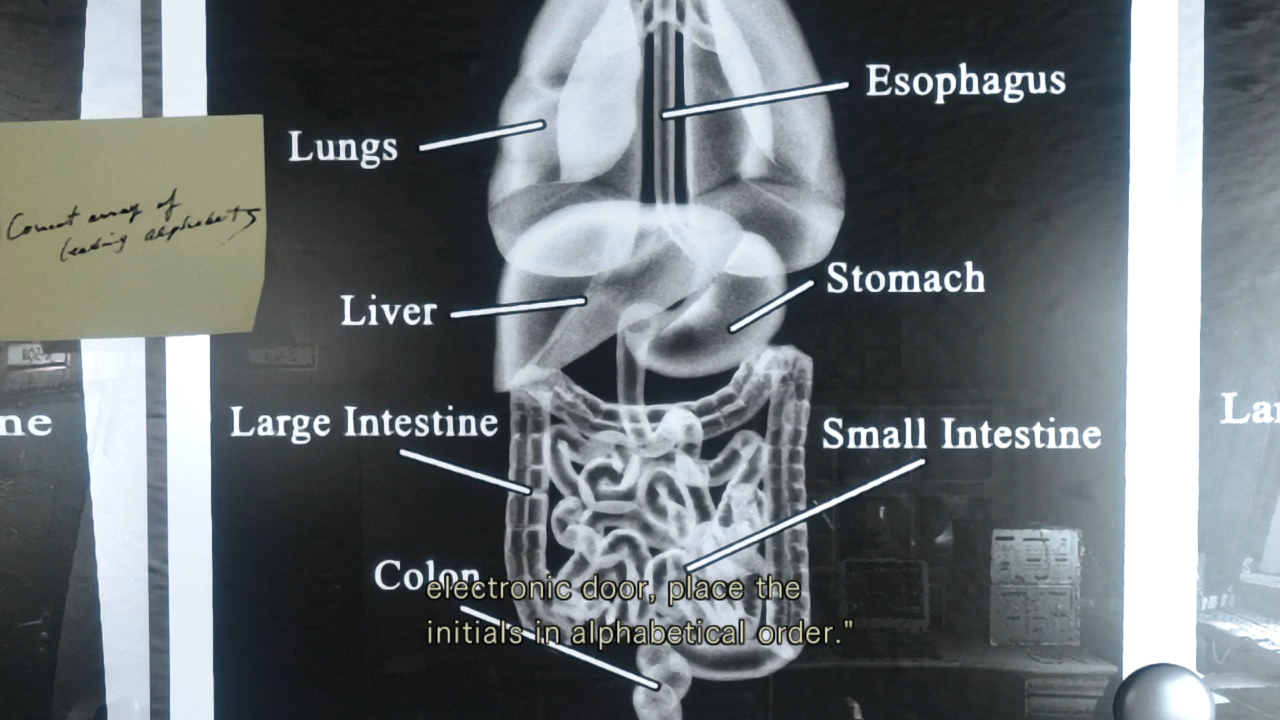 Esophagus
Lungs
Correct array of
leading alphabets
Stomach
Liver
ne
Large Intestine
Small Intestine
Lar
Colon
electronic door, place the
initials in alphabetical order."